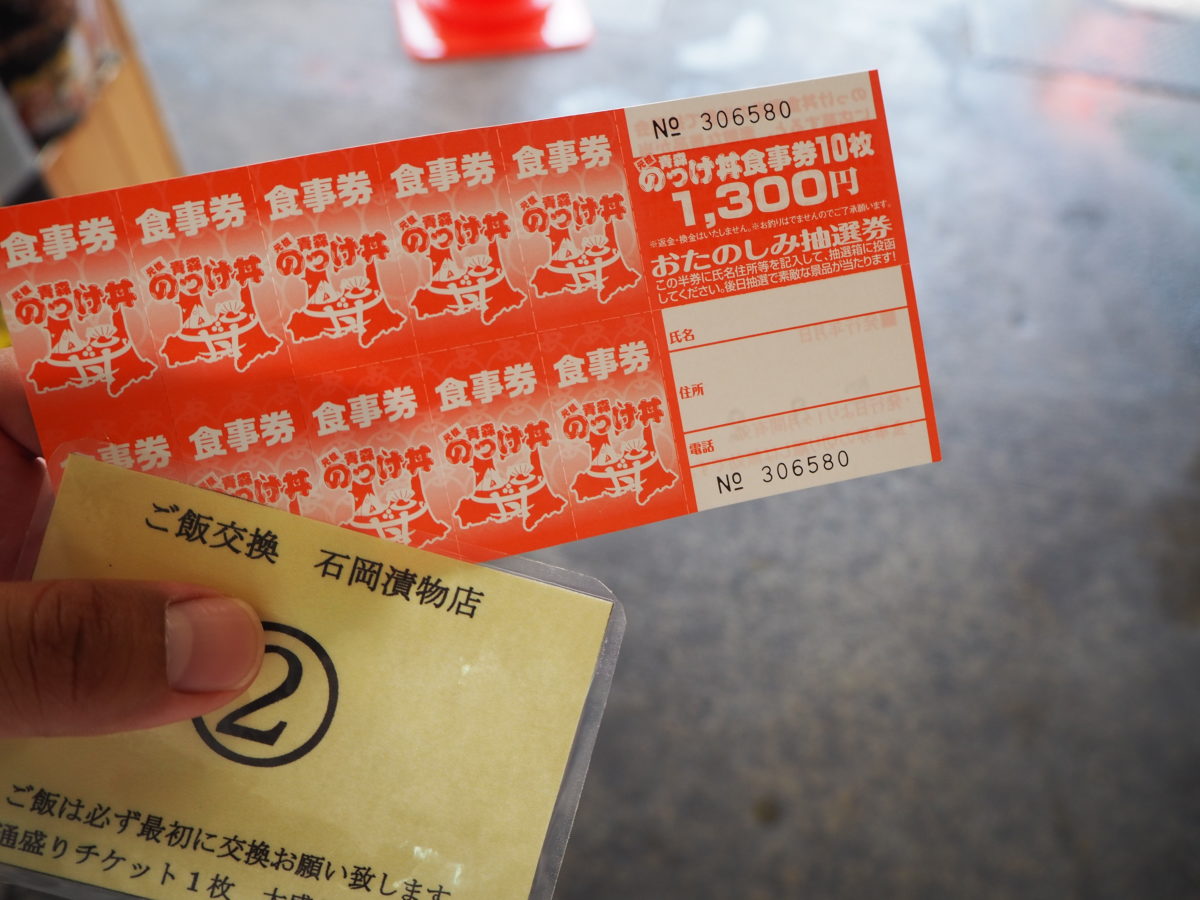 食事券 食事券 食事券 食事券 食事券
元祖 青森 のっけ丼 元祖 青森 のっけ丼 元祖 青森 のっけ丼 元祖 青森 のっけ丼 元祖 青森 のっけ丼
事券 食事券 食事券 食事券 食事券
青森 のっけ丼 元祖 青森 のっけ丼 元祖 青森 のっけ丼 元祖 青森 のっけ丼
№ 306580
元祖 青森
のっけ丼食事券10枚
1,300円
※返金・換金はいたしません。※お釣りはでませんのでご了承願います。
おたのしみ抽選券
この半券に氏名住所等を記入して、抽選箱に投函
してください。後日抽選で素敵な景品が当たります!
氏名
住所
電話
№ 306580
ご飯交換 石岡漬物店
②
ご飯は必ず最初に交換お願い致します
通盛りチケット1枚